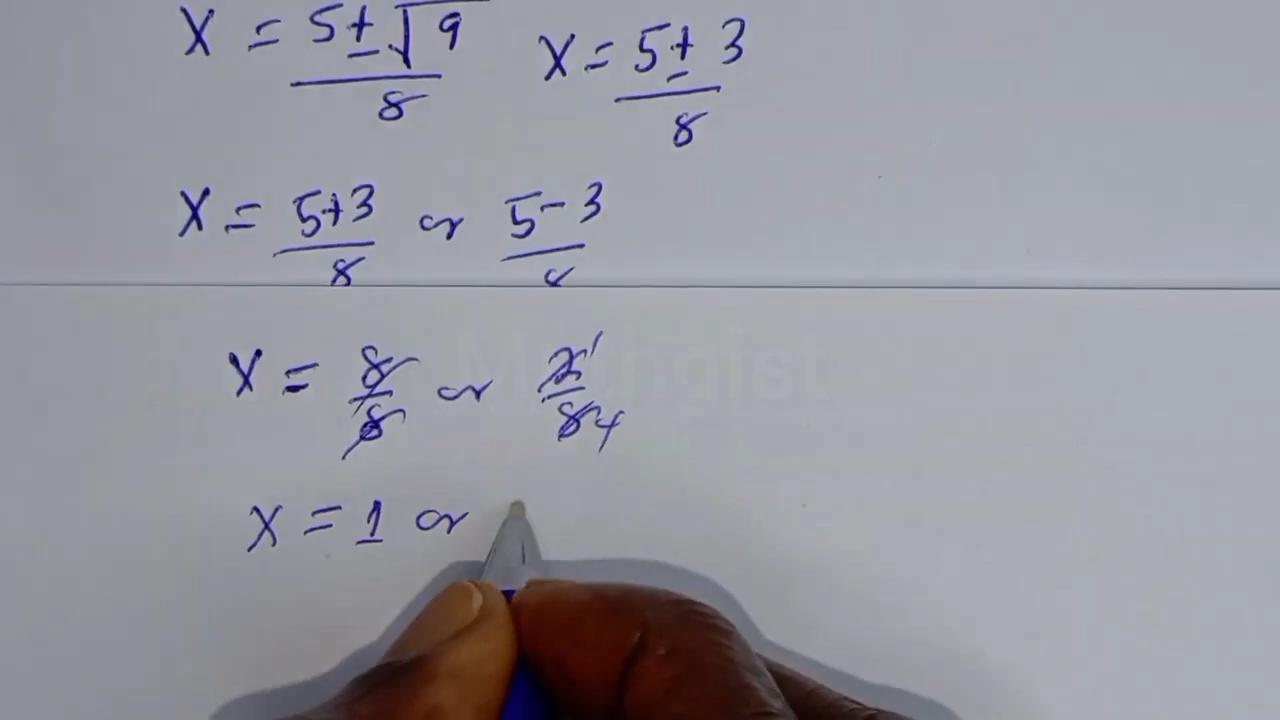 X = 5±√9/8 X = 5±3/8
X = 5+3/8 or 5-3/8
X = 8/8 or 2/8 1/4
X = 1 or
Mathgist